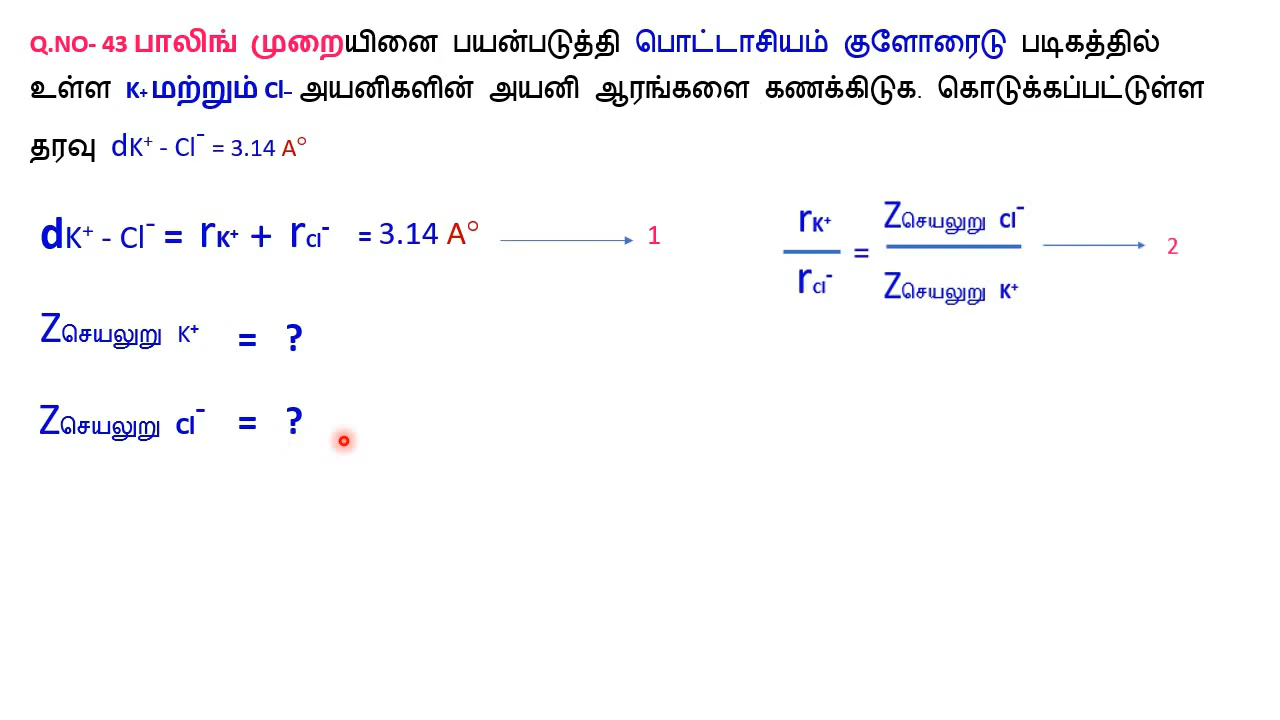 Q.NO- 43 பாலிங் முறையினை பயன்படுத்தி பொட்டாசியம் குளோரைடு படிகத்தில்
உள்ள K+ மற்றும் Cl– அயனிகளின் அயனி ஆரங்களை கணக்கிடுக. கொடுக்கப்பட்டுள்ள
தரவு dK⁺ - Cl⁻ = 3.14 A°
dK⁺ - Cl⁻ = rK⁺ + rCl⁻ = 3.14 A° → 1
rK⁺ / rCl⁻ = Zசெயலுறு Cl⁻ / Zசெயலுறு K⁺ → 2
Zசெயலுறு K⁺ = ?
Zசெயலுறு Cl⁻ = ?